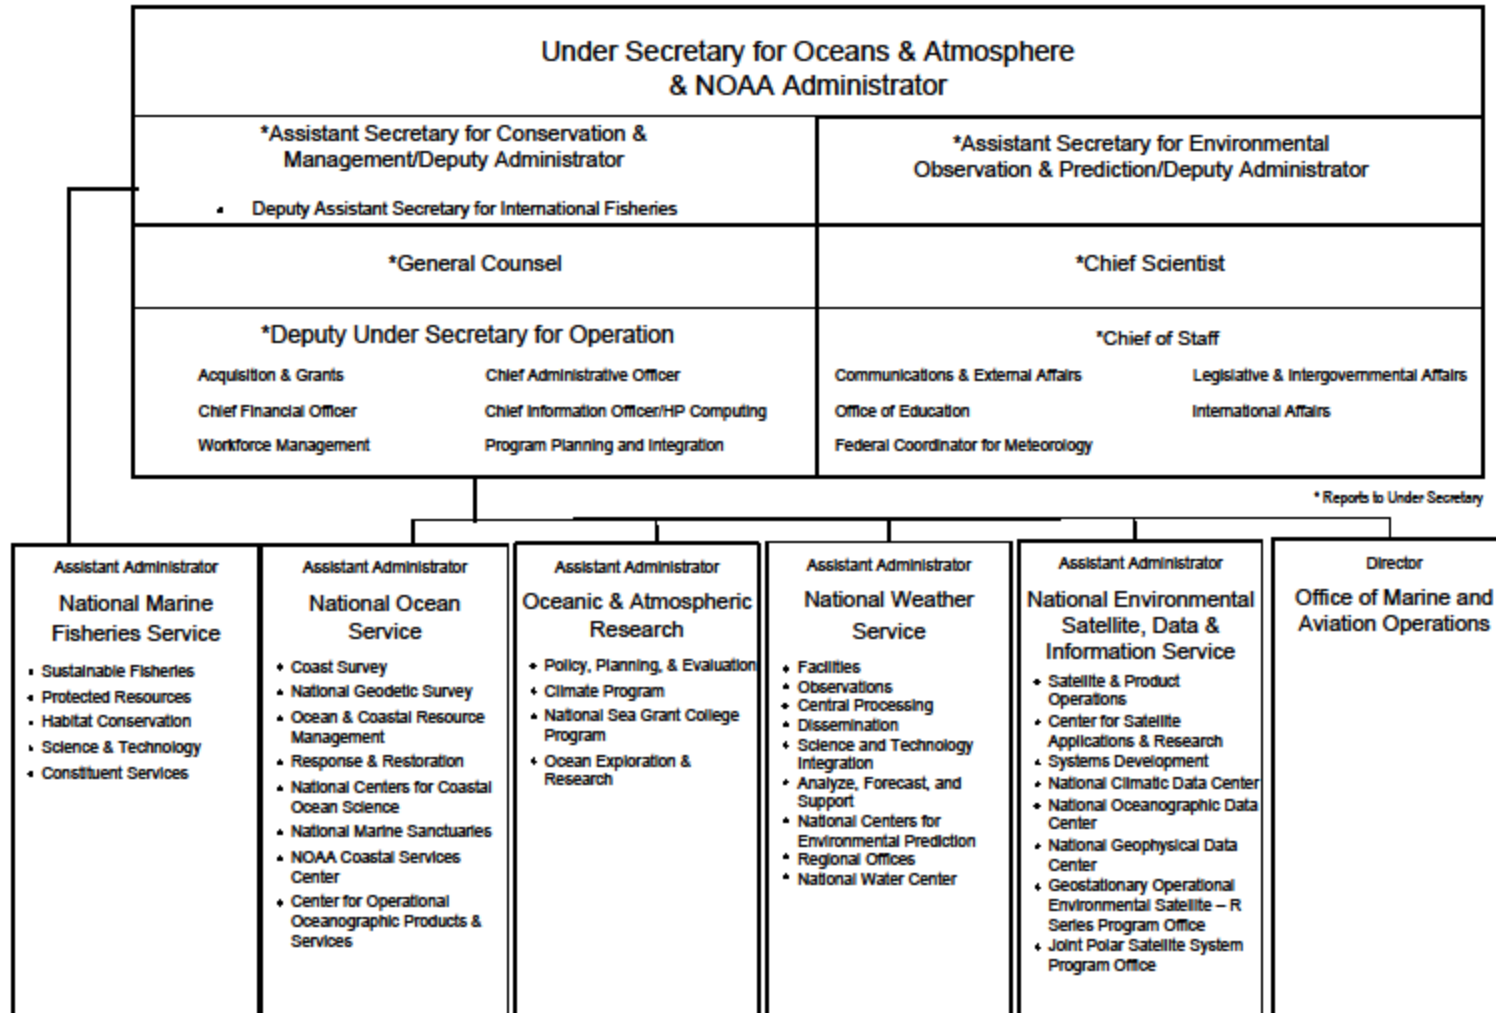 Under Secretary for Oceans & Atmosphere
& NOAA Administrator
*Assistant Secretary for Conservation &
Management/Deputy Administrator
• Deputy Assistant Secretary for International Fisheries
*Assistant Secretary for Environmental
Observation & Prediction/Deputy Administrator
*General Counsel
*Chief Scientist
*Deputy Under Secretary for Operation
Acquisition & Grants
Chief Administrative Officer
Chief Financial Officer
Chief Information Officer/HP Computing
Workforce Management
Program Planning and Integration
*Chief of Staff
Communications & External Affairs
Legislative & Intergovernmental Affairs
Office of Education
International Affairs
Federal Coordinator for Meteorology
* Reports to Under Secretary
Assistant Administrator
National Marine
Fisheries Service
• Sustainable Fisheries
• Protected Resources
• Habitat Conservation
• Science & Technology
• Constituent Services
Assistant Administrator
National Ocean
Service
• Coast Survey
• National Geodetic Survey
• Ocean & Coastal Resource
Management
• Response & Restoration
• National Centers for Coastal
Ocean Science
• National Marine Sanctuaries
• NOAA Coastal Services
Center
• Center for Operational
Oceanographic Products &
Services
Assistant Administrator
Oceanic & Atmospheric
Research
• Policy, Planning, & Evaluation
• Climate Program
• National Sea Grant College
Program
• Ocean Exploration &
Research
Assistant Administrator
National Weather
Service
• Facilities
• Observations
• Central Processing
• Dissemination
• Science and Technology
Integration
• Analyze, Forecast, and
Support
• National Centers for
Environmental Prediction
• Regional Offices
• National Water Center
Assistant Administrator
National Environmental
Satellite, Data &
Information Service
• Satellite & Product
Operations
• Center for Satellite
Applications & Research
• Systems Development
• National Climatic Data Center
• National Oceanographic Data
Center
• National Geophysical Data
Center
• Geostationary Operational
Environmental Satellite – R
Series Program Office
• Joint Polar Satellite System
Program Office
Director
Office of Marine and
Aviation Operations